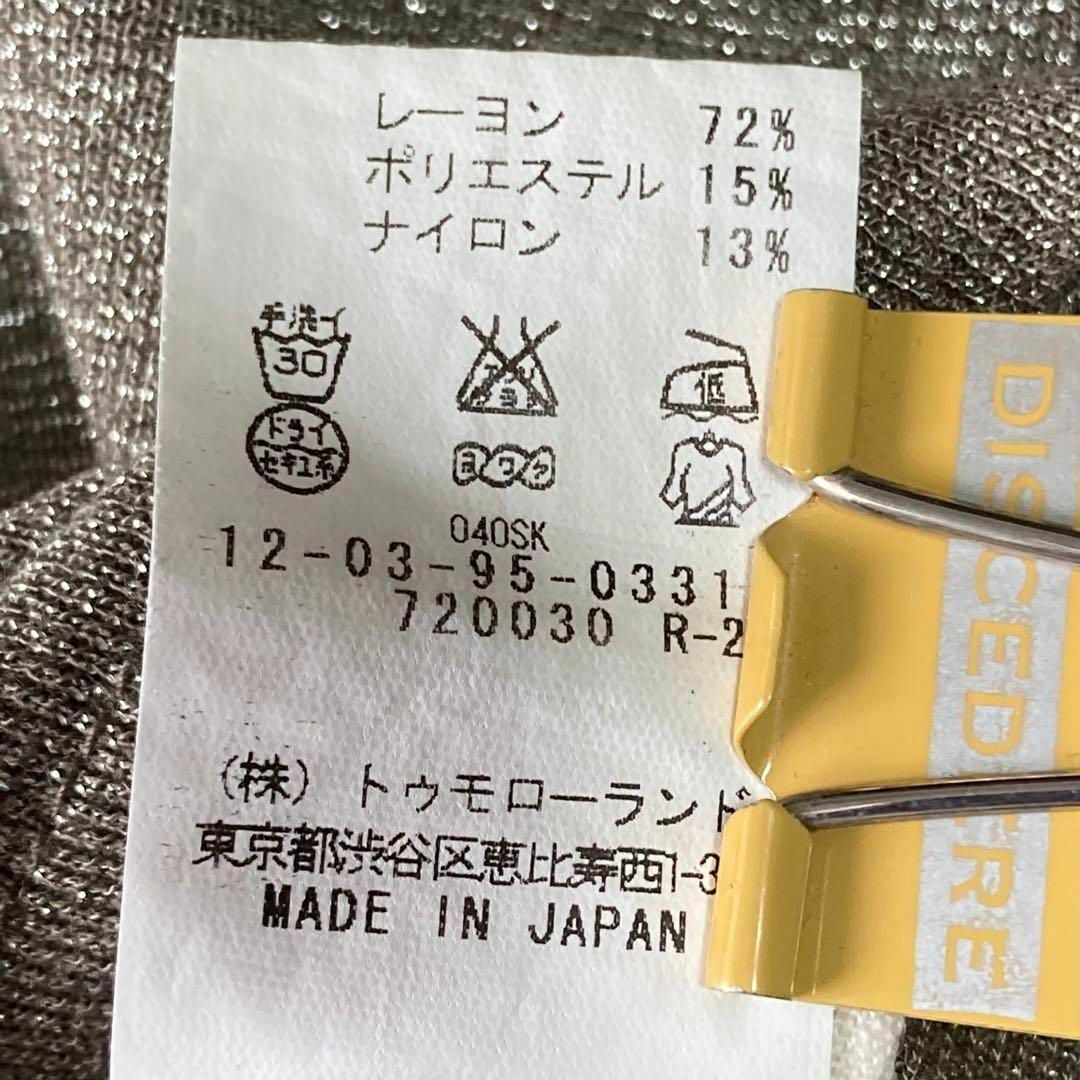 レーヨン 72%
ポリエステル 15%
ナイロン 13%
手洗イ
30
エンソ
低
ドライ
セキユ系
ヨワク
040SK
12-03-95-0331
720030 R-2
(株) トゥモローランド
東京都渋谷区恵比寿西1-3
MADE IN JAPAN